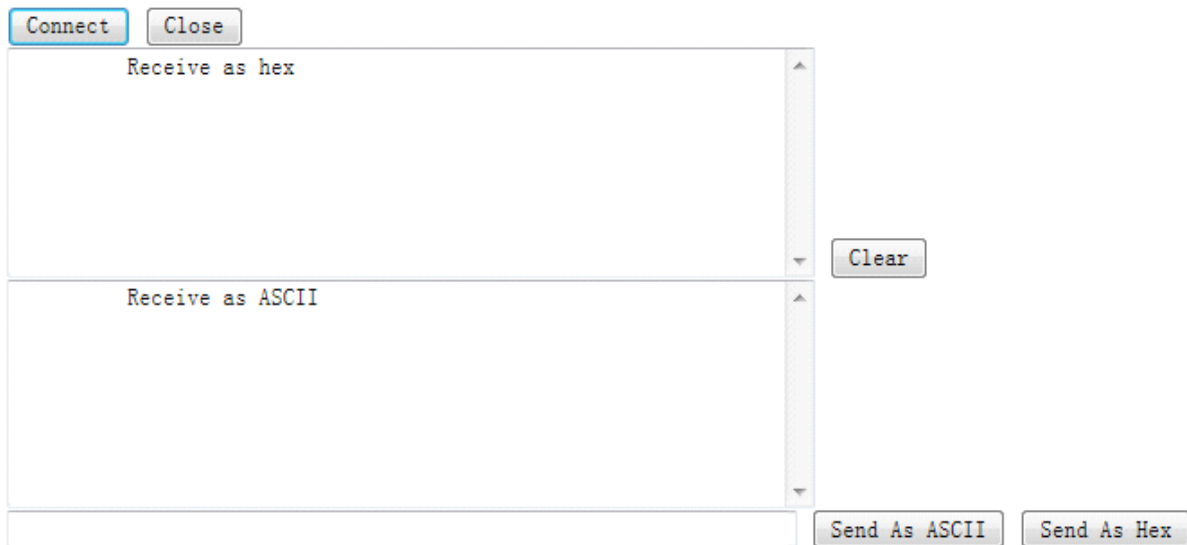 Connect Close
Receive as hex
Clear
Receive as ASCII
Send As ASCII Send As Hex